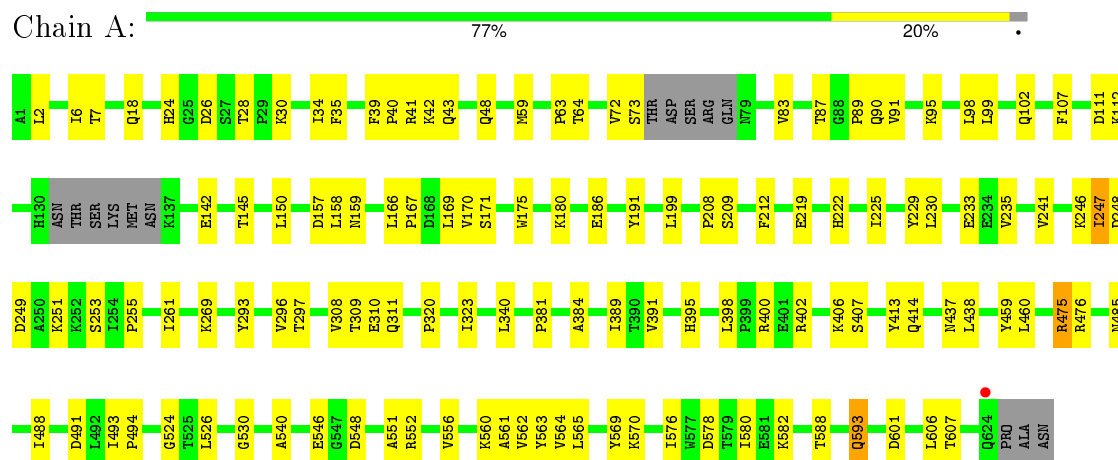 Chain A:
77% 20% •
A1 L2 I6 T7 Q18 H24 G25 D26 S27 T28 P29 K30 I34 F35 F39 P40 R41 K42 Q43 Q48 M59 P63 T64 V72 S73 THR ASP SER ARG GLN N79 V83 T87 G88 P89 Q90 V91 K95 L98 L99 Q102 F107 D111 K112
H130 ASN THR SER LYS MET ASN K137 E142 T145 L150 D157 L158 N159 L166 P167 D168 L169 V170 S171 W175 K180 E186 Y191 L199 P208 S209 F212 E219 H222 I225 Y229 L230 E233 E234 V235 V241 K246 I247 D248
D249 A250 K251 K252 S253 I254 P255 I261 K269 Y293 V296 T297 V308 T309 E310 Q311 P320 I323 L340 P381 A384 I389 T390 V391 H395 L398 P399 R400 E401 R402 K406 S407 Y413 Q414 N437 L438 Y459 L460 R475 R476 N485
I488 D491 L492 I493 P494 G524 T525 L526 G530 A540 E546 G547 D548 A551 R552 V556 K560 A561 V562 Y563 V564 L565 Y569 K570 I576 W577 D578 T579 I580 E581 K582 T588 Q593 D601 L606 T607 Q624 PRO ALA ASN